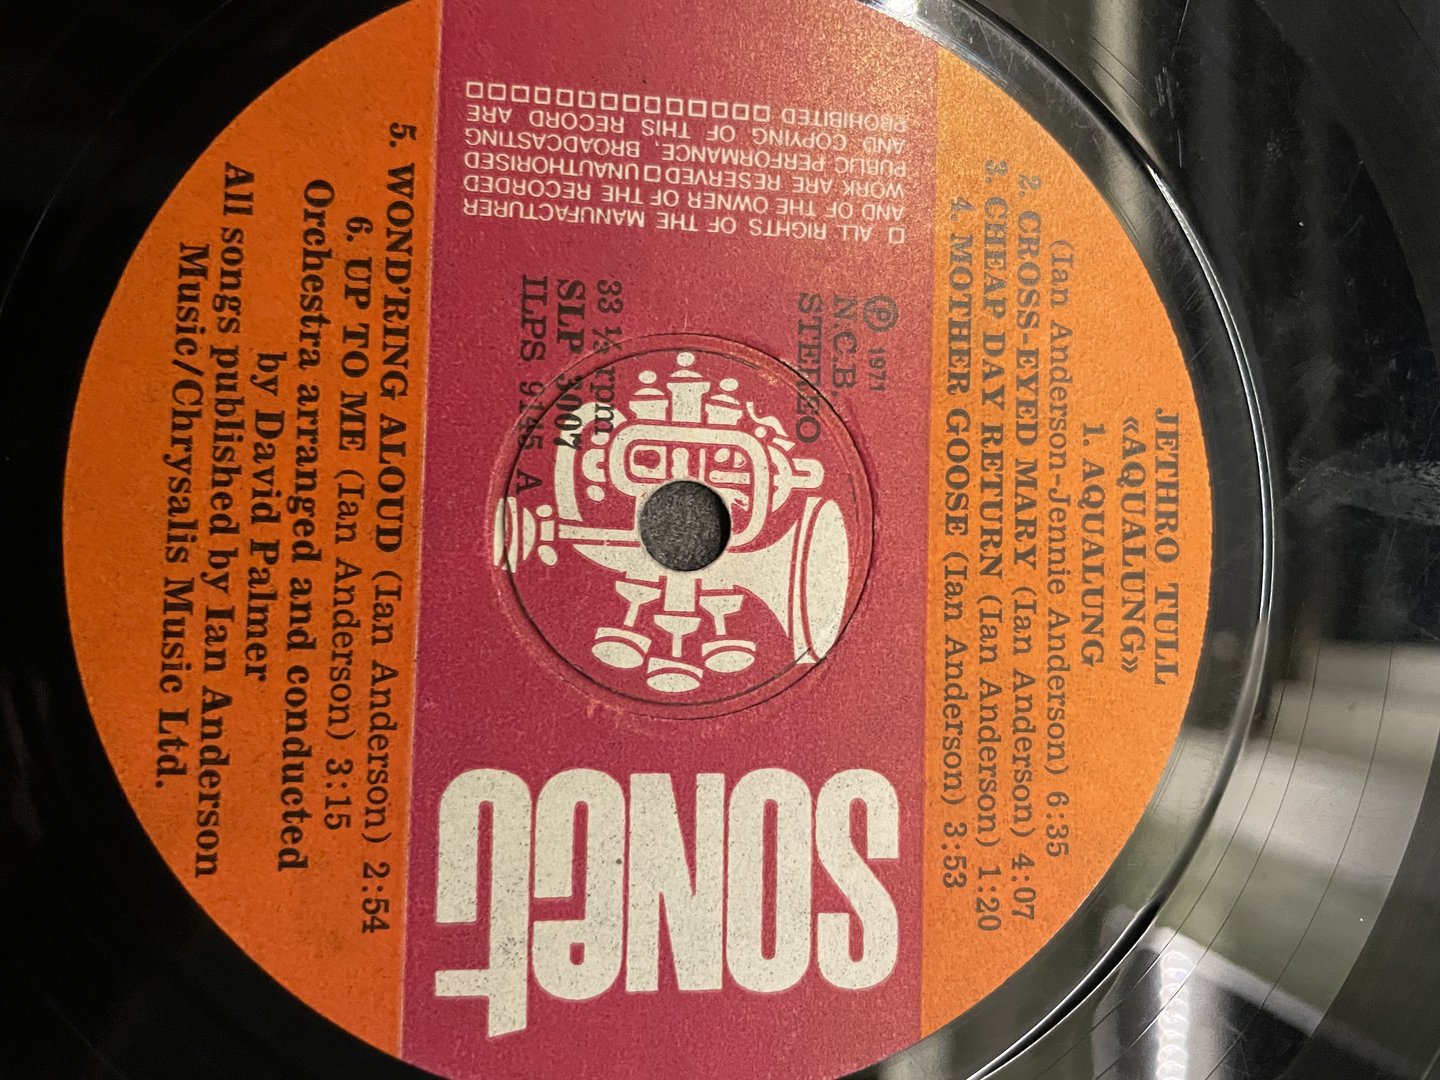 JETHRO TULL
«AQUALUNG»
1. AQUALUNG
(Ian Anderson-Jennie Anderson) 6:35
2. CROSS-EYED MARY (Ian Anderson) 4:07
3. CHEAP DAY RETURN (Ian Anderson) 1:20
4. MOTHER GOOSE (Ian Anderson) 3:53
℗ 1971
N.C.B
STEREO
33 ⅓ rpm
SLP 3007
ILPS 9145 A
sonet
□ ALL RIGHTS OF THE MANUFACTURER
AND OF THE OWNER OF THE RECORDED
WORK ARE RESERVED □ UNAUTHORISED
PUBLIC PERFORMANCE, BROADCASTING
AND COPYING OF THIS RECORD ARE
PROHIBITED □□□□□□□□□□□□□□
5. WOND'RING ALOUD (Ian Anderson) 2:54
6. UP TO ME (Ian Anderson) 3:15
Orchestra arranged and conducted
by David Palmer
All songs published by Ian Anderson
Music/Chrysalis Music Ltd.